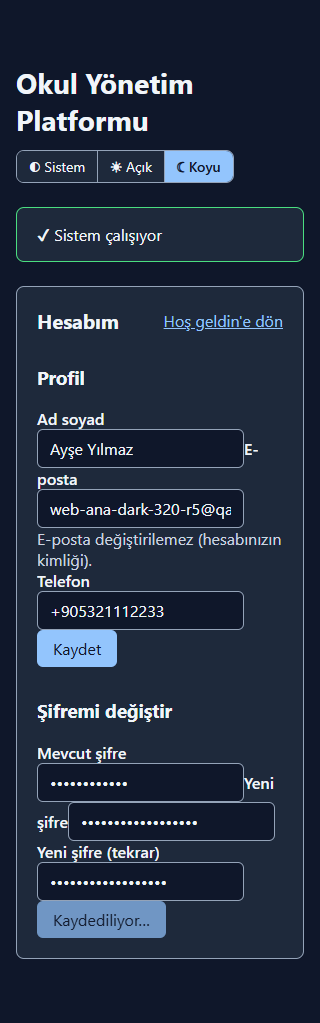 Okul Yönetim
Platformu
Sistem
Açık
Koyu
✓ Sistem çalışıyor
Hesabım
Hoş geldin'e dön
Profil
Ad soyad
Ayşe Yılmaz
E-
posta
web-ana-dark-320-r5@qa
E-posta değiştirilemez (hesabınızın
kimliği).
Telefon
+905321112233
Kaydet
Şifremi değiştir
Mevcut şifre
••••••••••••
Yeni
şifre
••••••••••••••••••
Yeni şifre (tekrar)
••••••••••••••••••
Kaydediliyor...